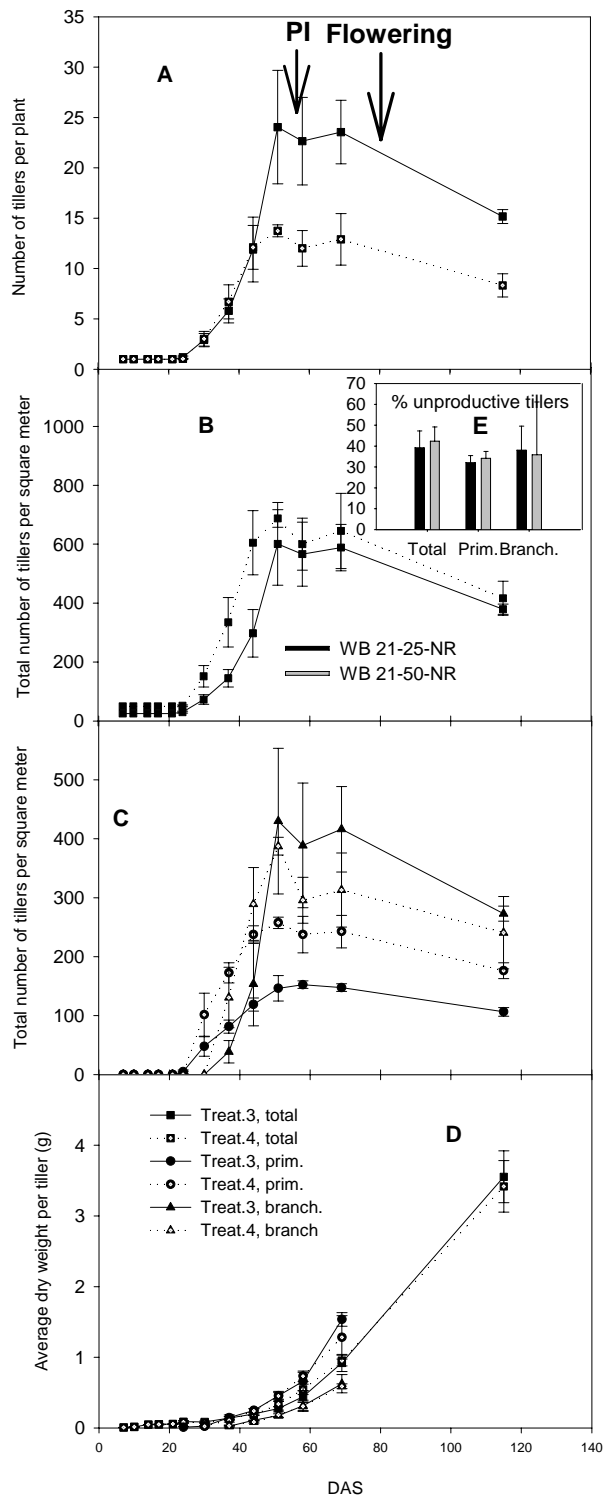 35
30
25
20
15
10
5
0
Number of tillers per plant
A
PI
Flowering
1000
800
600
400
200
0
Total number of tillers per square meter
B
70
60
50
40
30
20
10
0
% unproductive tillers
E
Total Prim. Branch.
WB 21-25-NR
WB 21-50-NR
500
400
300
200
100
0
Total number of tillers per square meter
C
4
3
2
1
0
Average dry weight per tiller (g)
Treat.3, total
Treat.4, total
Treat.3, prim.
Treat.4, prim.
Treat.3, branch.
Treat.4, branch
D
0 20 40 60 80 100 120 140
DAS